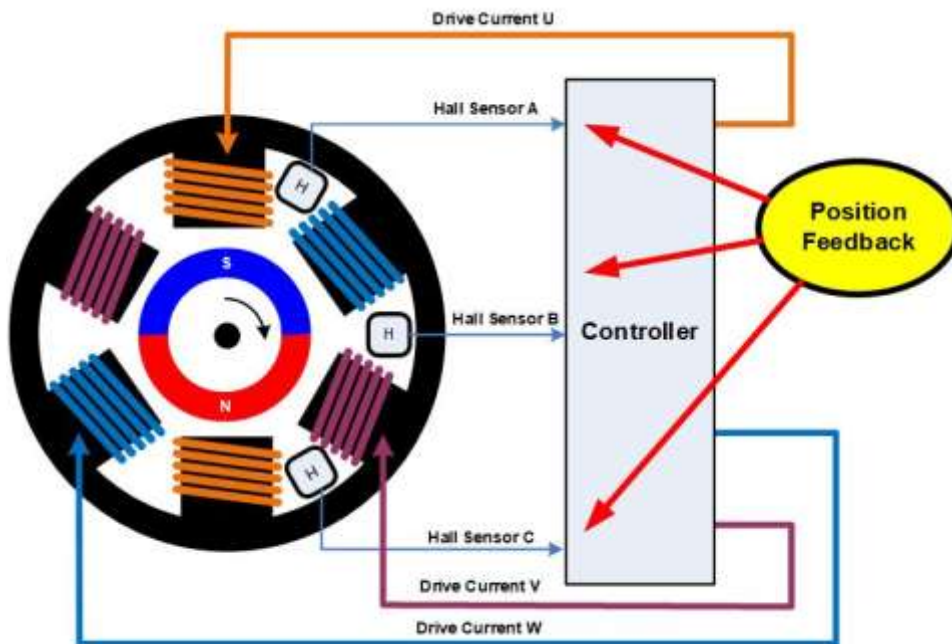 Drive Current U
Hall Sensor A
H
Position
Feedback
S
Hall Sensor B
H
Controller
N
H
Hall Sensor C
Drive Current V
Drive Current W